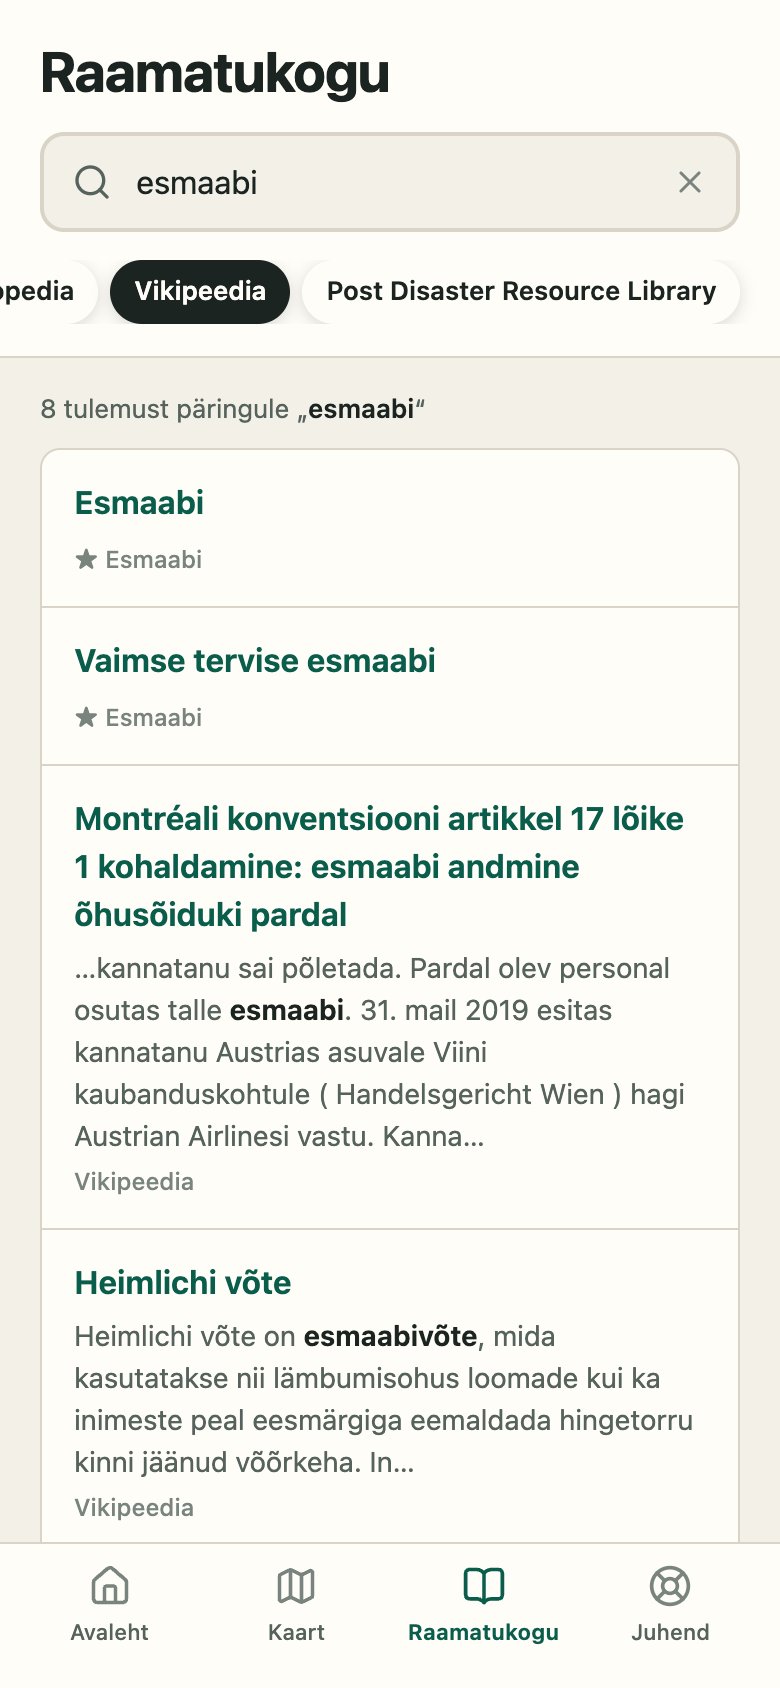 Raamatukogu
esmaabi
opedia
Vikipeedia
Post Disaster Resource Library
8 tulemust päringule „esmaabi“
Esmaabi
★ Esmaabi
Vaimse tervise esmaabi
★ Esmaabi
Montréali konventsiooni artikkel 17 lõike
1 kohaldamine: esmaabi andmine
õhusõiduki pardal
...kannatanu sai põletada. Pardal olev personal
osutas talle esmaabi. 31. mail 2019 esitas
kannatanu Austrias asuvale Viini
kaubanduskohtule ( Handelsgericht Wien ) hagi
Austrian Airlinesi vastu. Kanna...
Vikipeedia
Heimlichi võte
Heimlichi võte on esmaabivõte, mida
kasutatakse nii lämbumisohus loomade kui ka
inimeste peal eesmärgiga eemaldada hingetorru
kinni jäänud võõrkeha. In...
Vikipeedia
Avaleht
Kaart
Raamatukogu
Juhend